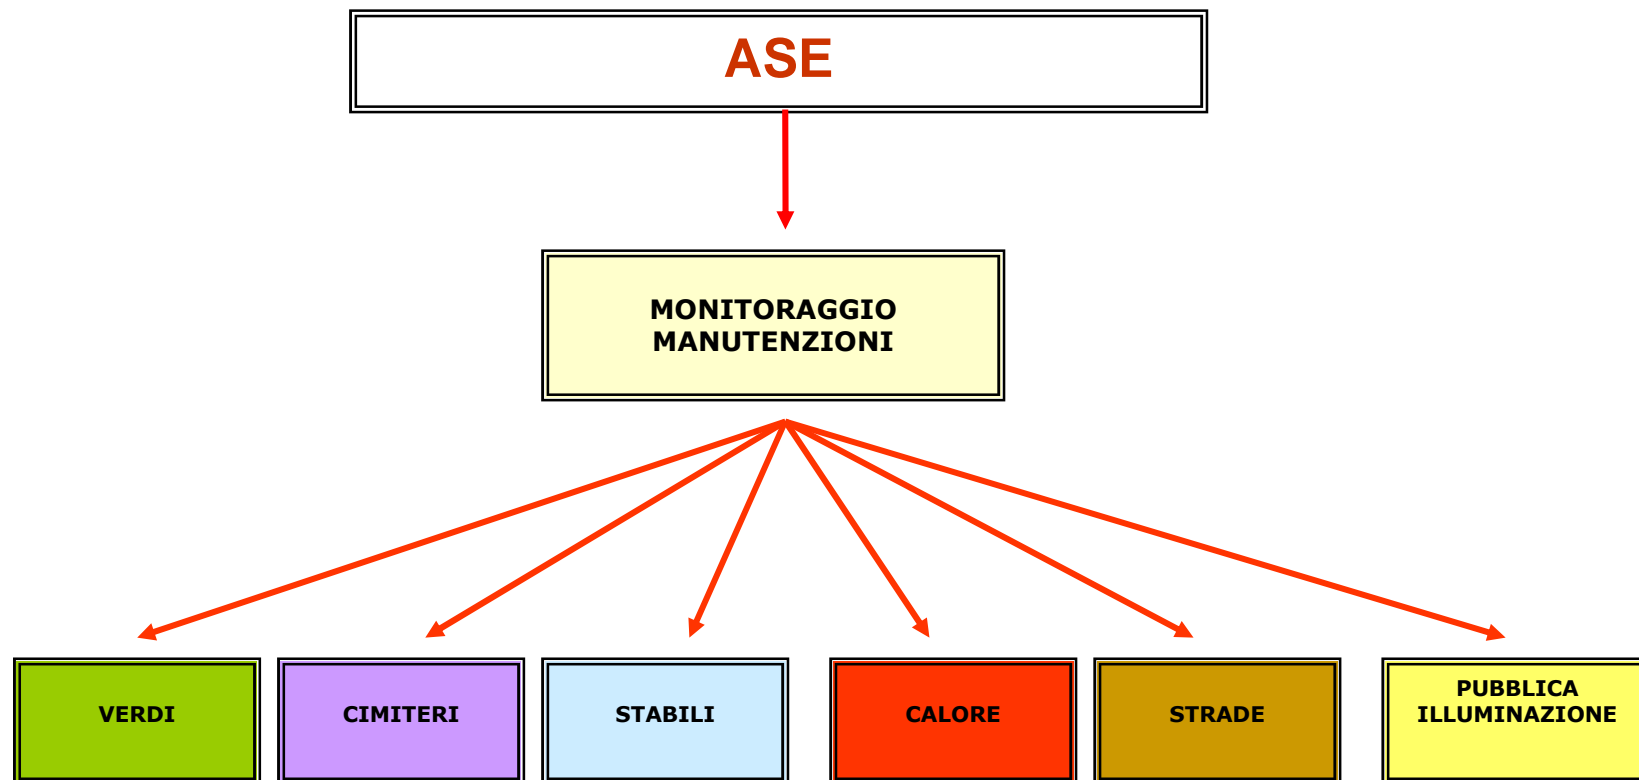 ASE
MONITORAGGIO
MANUTENZIONI
VERDI
CIMITERI
STABILI
CALORE
STRADE
PUBBLICA
ILLUMINAZIONE